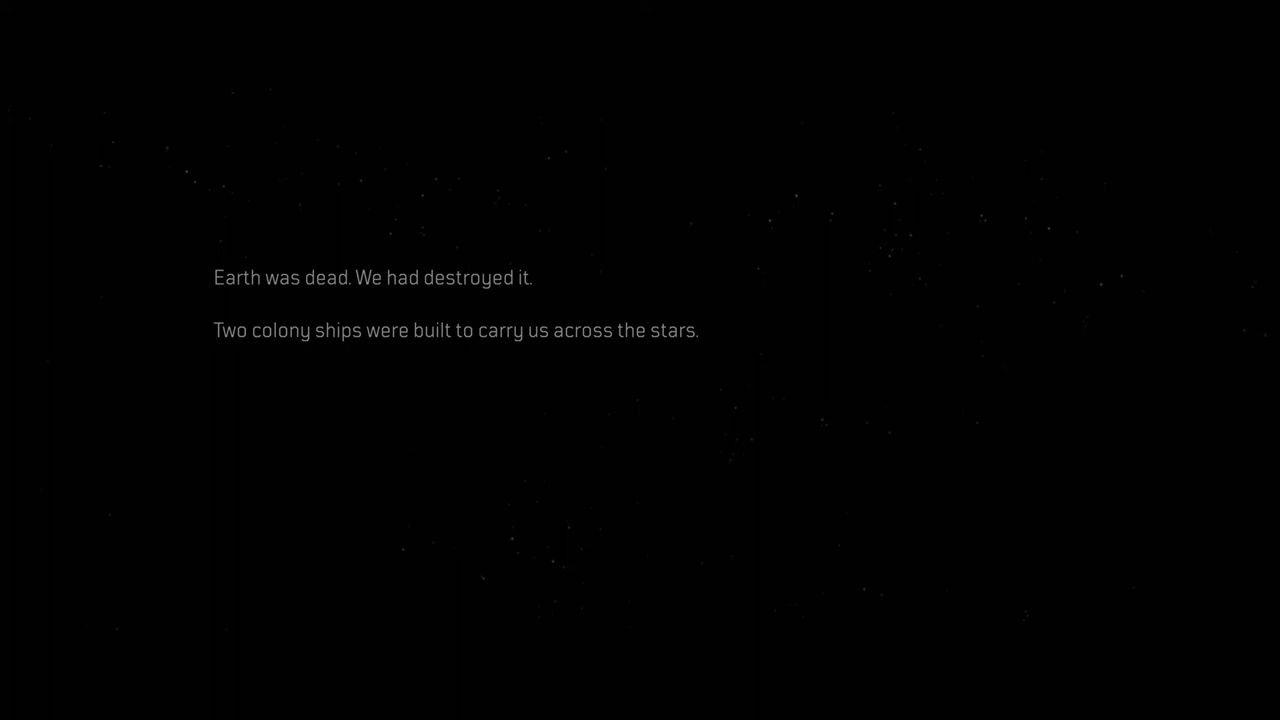 Earth was dead. We had destroyed it.
Two colony ships were built to carry us across the stars.